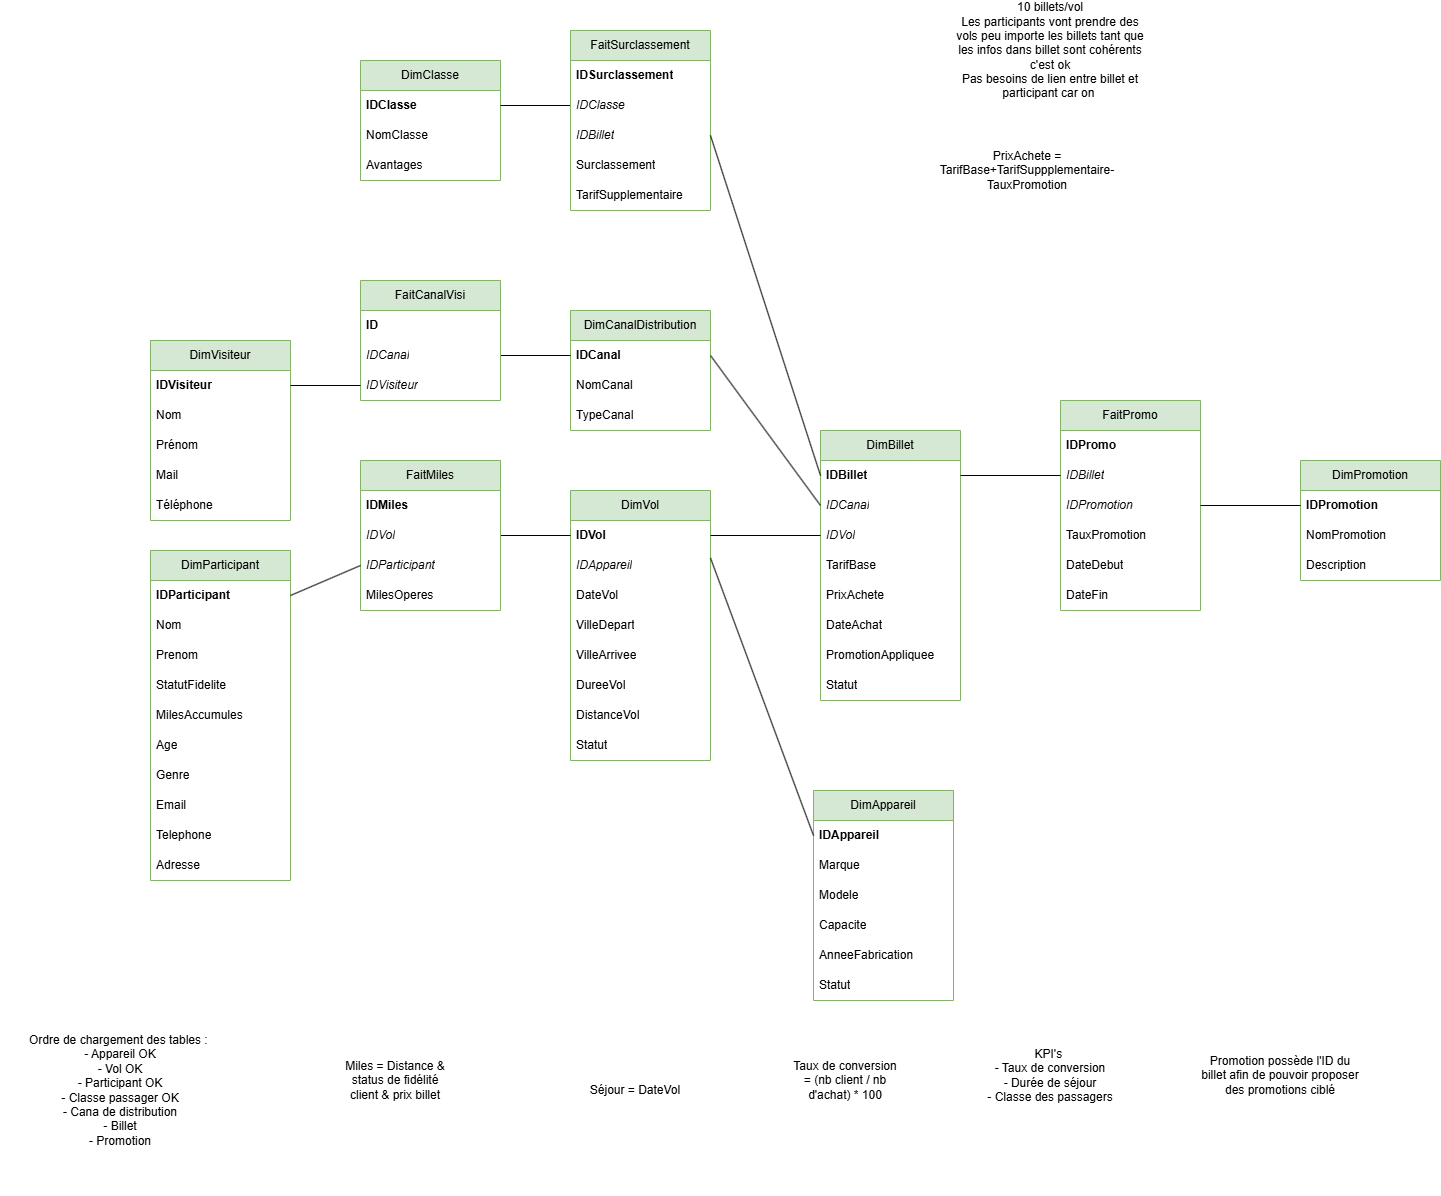 10 billets/vol
Les participants vont prendre des
vols peu importe les billets tant que
les infos dans billet sont cohérents
c'est ok
Pas besoins de lien entre billet et
participant car on
PrixAchete =
TarifBase+TarifSuppplementaire-
TauxPromotion
FaitSurclassement
IDSurclassement
IDClasse
IDBillet
Surclassement
TarifSupplementaire
DimClasse
IDClasse
NomClasse
Avantages
FaitCanalVisi
ID
IDCanal
IDVisiteur
DimCanalDistribution
IDCanal
NomCanal
TypeCanal
DimVisiteur
IDVisiteur
Nom
Prénom
Mail
Téléphone
FaitMiles
IDMiles
IDVol
IDParticipant
MilesOperes
DimVol
IDVol
IDAppareil
DateVol
VilleDepart
VilleArrivee
DureeVol
DistanceVol
Statut
DimBillet
IDBillet
IDCanal
IDVol
TarifBase
PrixAchete
DateAchat
PromotionAppliquee
Statut
FaitPromo
IDPromo
IDBillet
IDPromotion
TauxPromotion
DateDebut
DateFin
DimPromotion
IDPromotion
NomPromotion
Description
DimParticipant
IDParticipant
Nom
Prenom
StatutFidelite
MilesAccumules
Age
Genre
Email
Telephone
Adresse
DimAppareil
IDAppareil
Marque
Modele
Capacite
AnneeFabrication
Statut
Ordre de chargement des tables :
- Appareil OK
- Vol OK
- Participant OK
- Classe passager OK
- Cana de distribution
- Billet
- Promotion
Miles = Distance &
status de fidélité
client & prix billet
Séjour = DateVol
Taux de conversion
= (nb client / nb
d'achat) * 100
KPI's
- Taux de conversion
- Durée de séjour
- Classe des passagers
Promotion possède l'ID du
billet afin de pouvoir proposer
des promotions ciblé